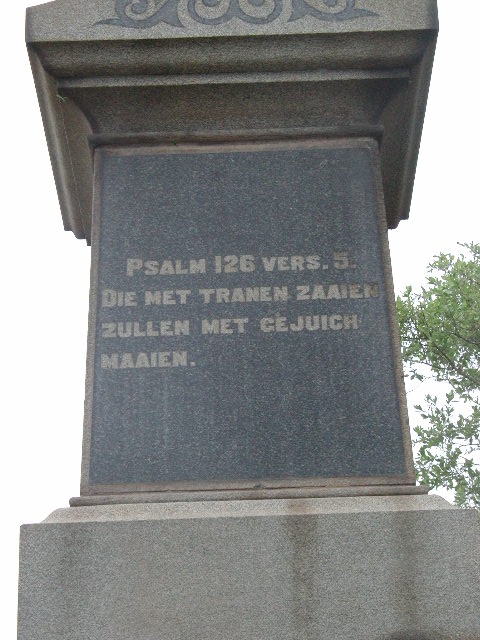 PSALM 126 VERS. 5.
DIE MET TRANEN ZAAIEN
ZULLEN MET GEJUICH
MAAIEN.